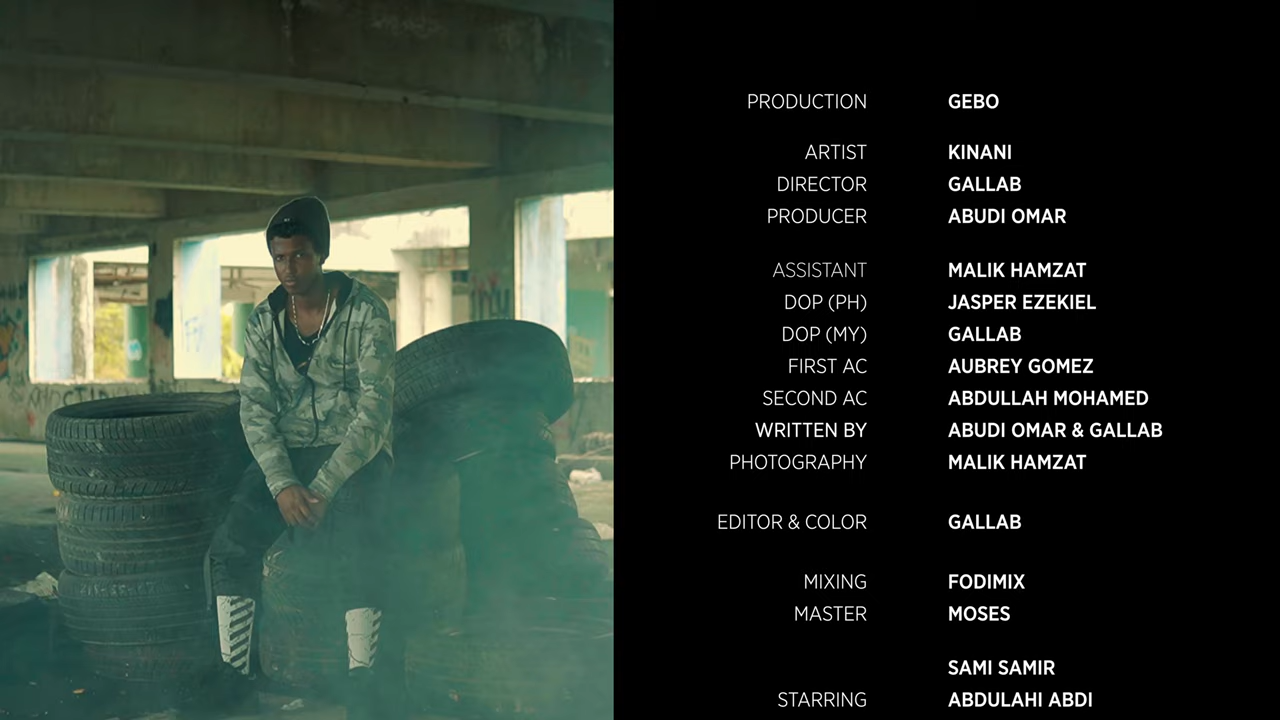 PRODUCTION GEBO
ARTIST KINANI
DIRECTOR GALLAB
PRODUCER ABUDI OMAR
ASSISTANT MALIK HAMZAT
DOP (PH) JASPER EZEKIEL
DOP (MY) GALLAB
FIRST AC AUBREY GOMEZ
SECOND AC ABDULLAH MOHAMED
WRITTEN BY ABUDI OMAR & GALLAB
PHOTOGRAPHY MALIK HAMZAT
EDITOR & COLOR GALLAB
MIXING FODIMIX
MASTER MOSES
SAMI SAMIR
STARRING ABDULAHI ABDI